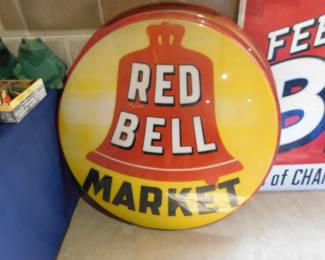 RED
BELL
MARKET
FEE
B
of CHA